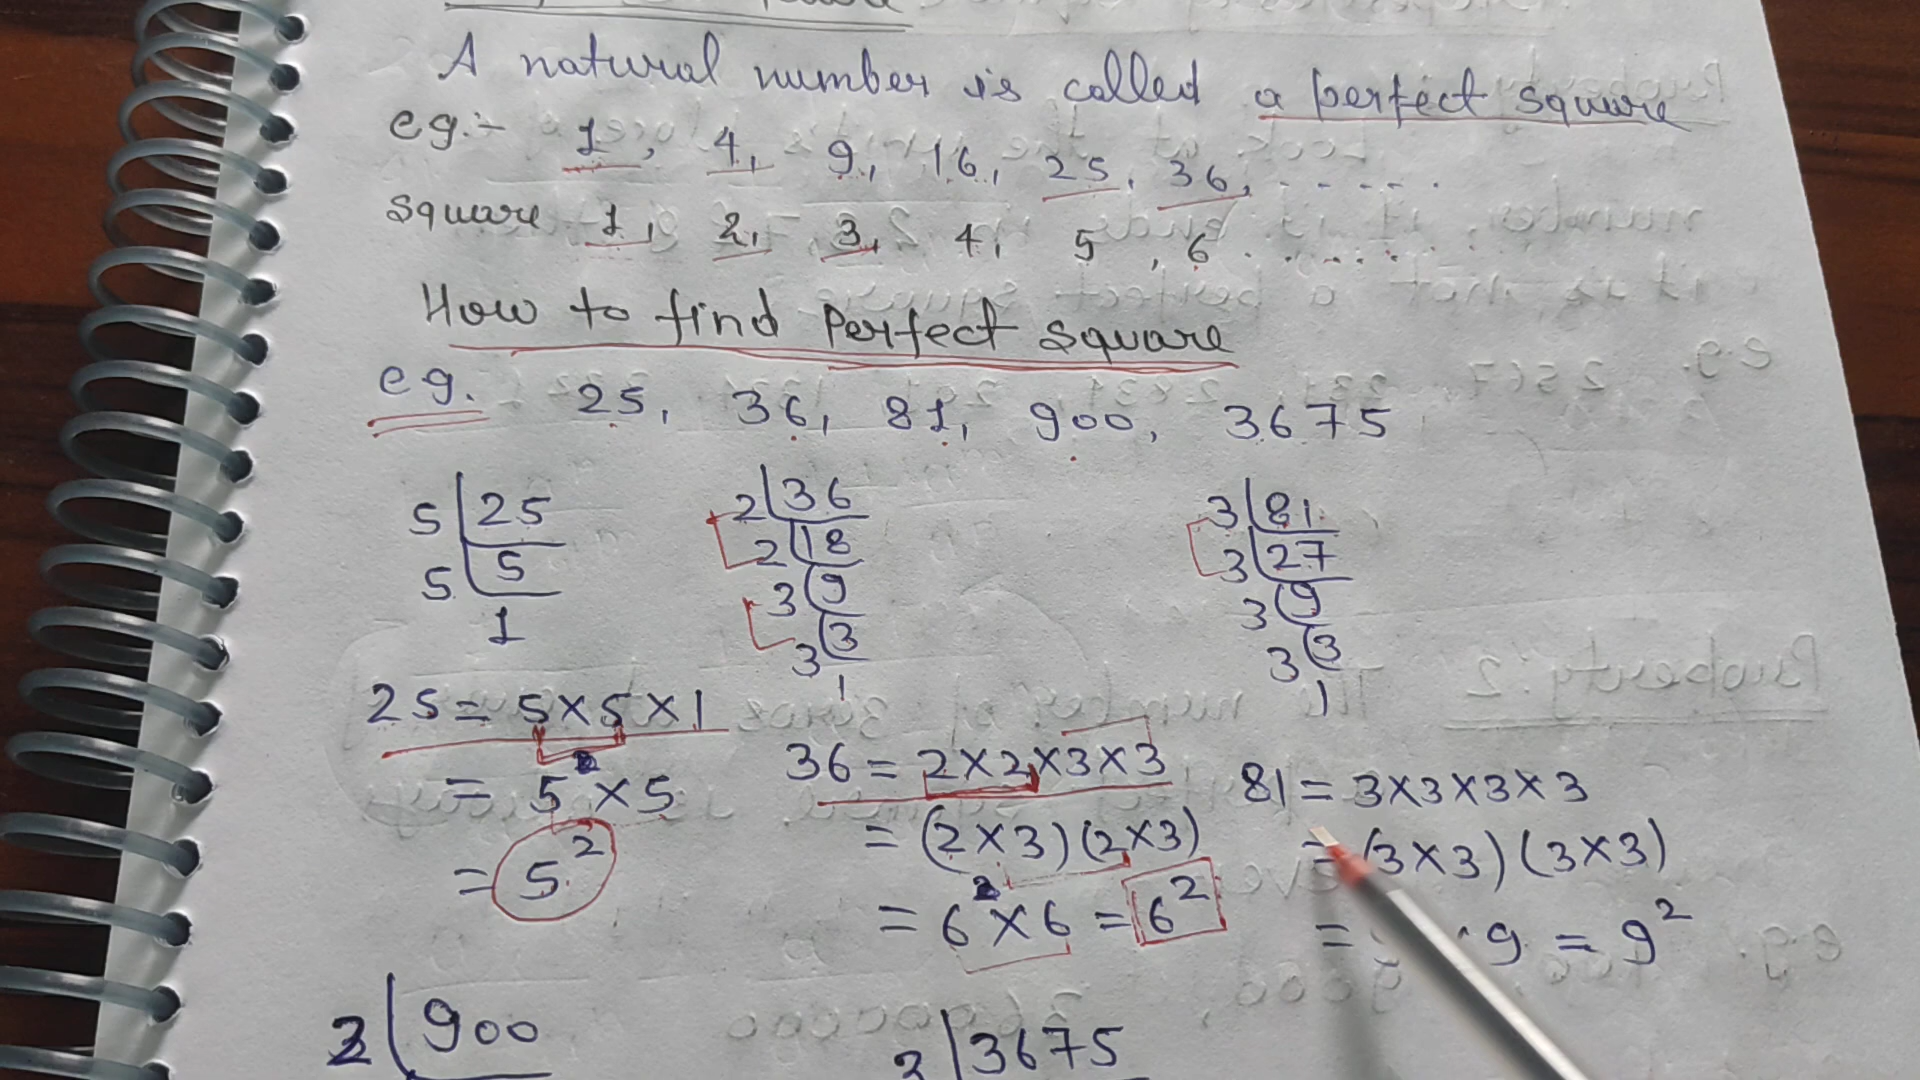 A natural number is called a perfect square
eg:- 1, 4, 9, 16, 25, 36, ......
square 1, 2, 3, 4, 5, 6 .......
How to find Perfect square
eg. 25, 36, 81, 900, 3675
5 | 25
5 | 5
1
2 | 36
2 | 18
3 | 9
3 | 3
1
3 | 81
3 | 27
3 | 9
3 | 3
1
25 = 5×5×1
= 5 × 5
= 5²
36 = 2×2×3×3
= (2×3)(2×3)
= 6 × 6 = 6²
81 = 3×3×3×3
= (3×3)(3×3)
= 9 = 9²
2 | 900
3675